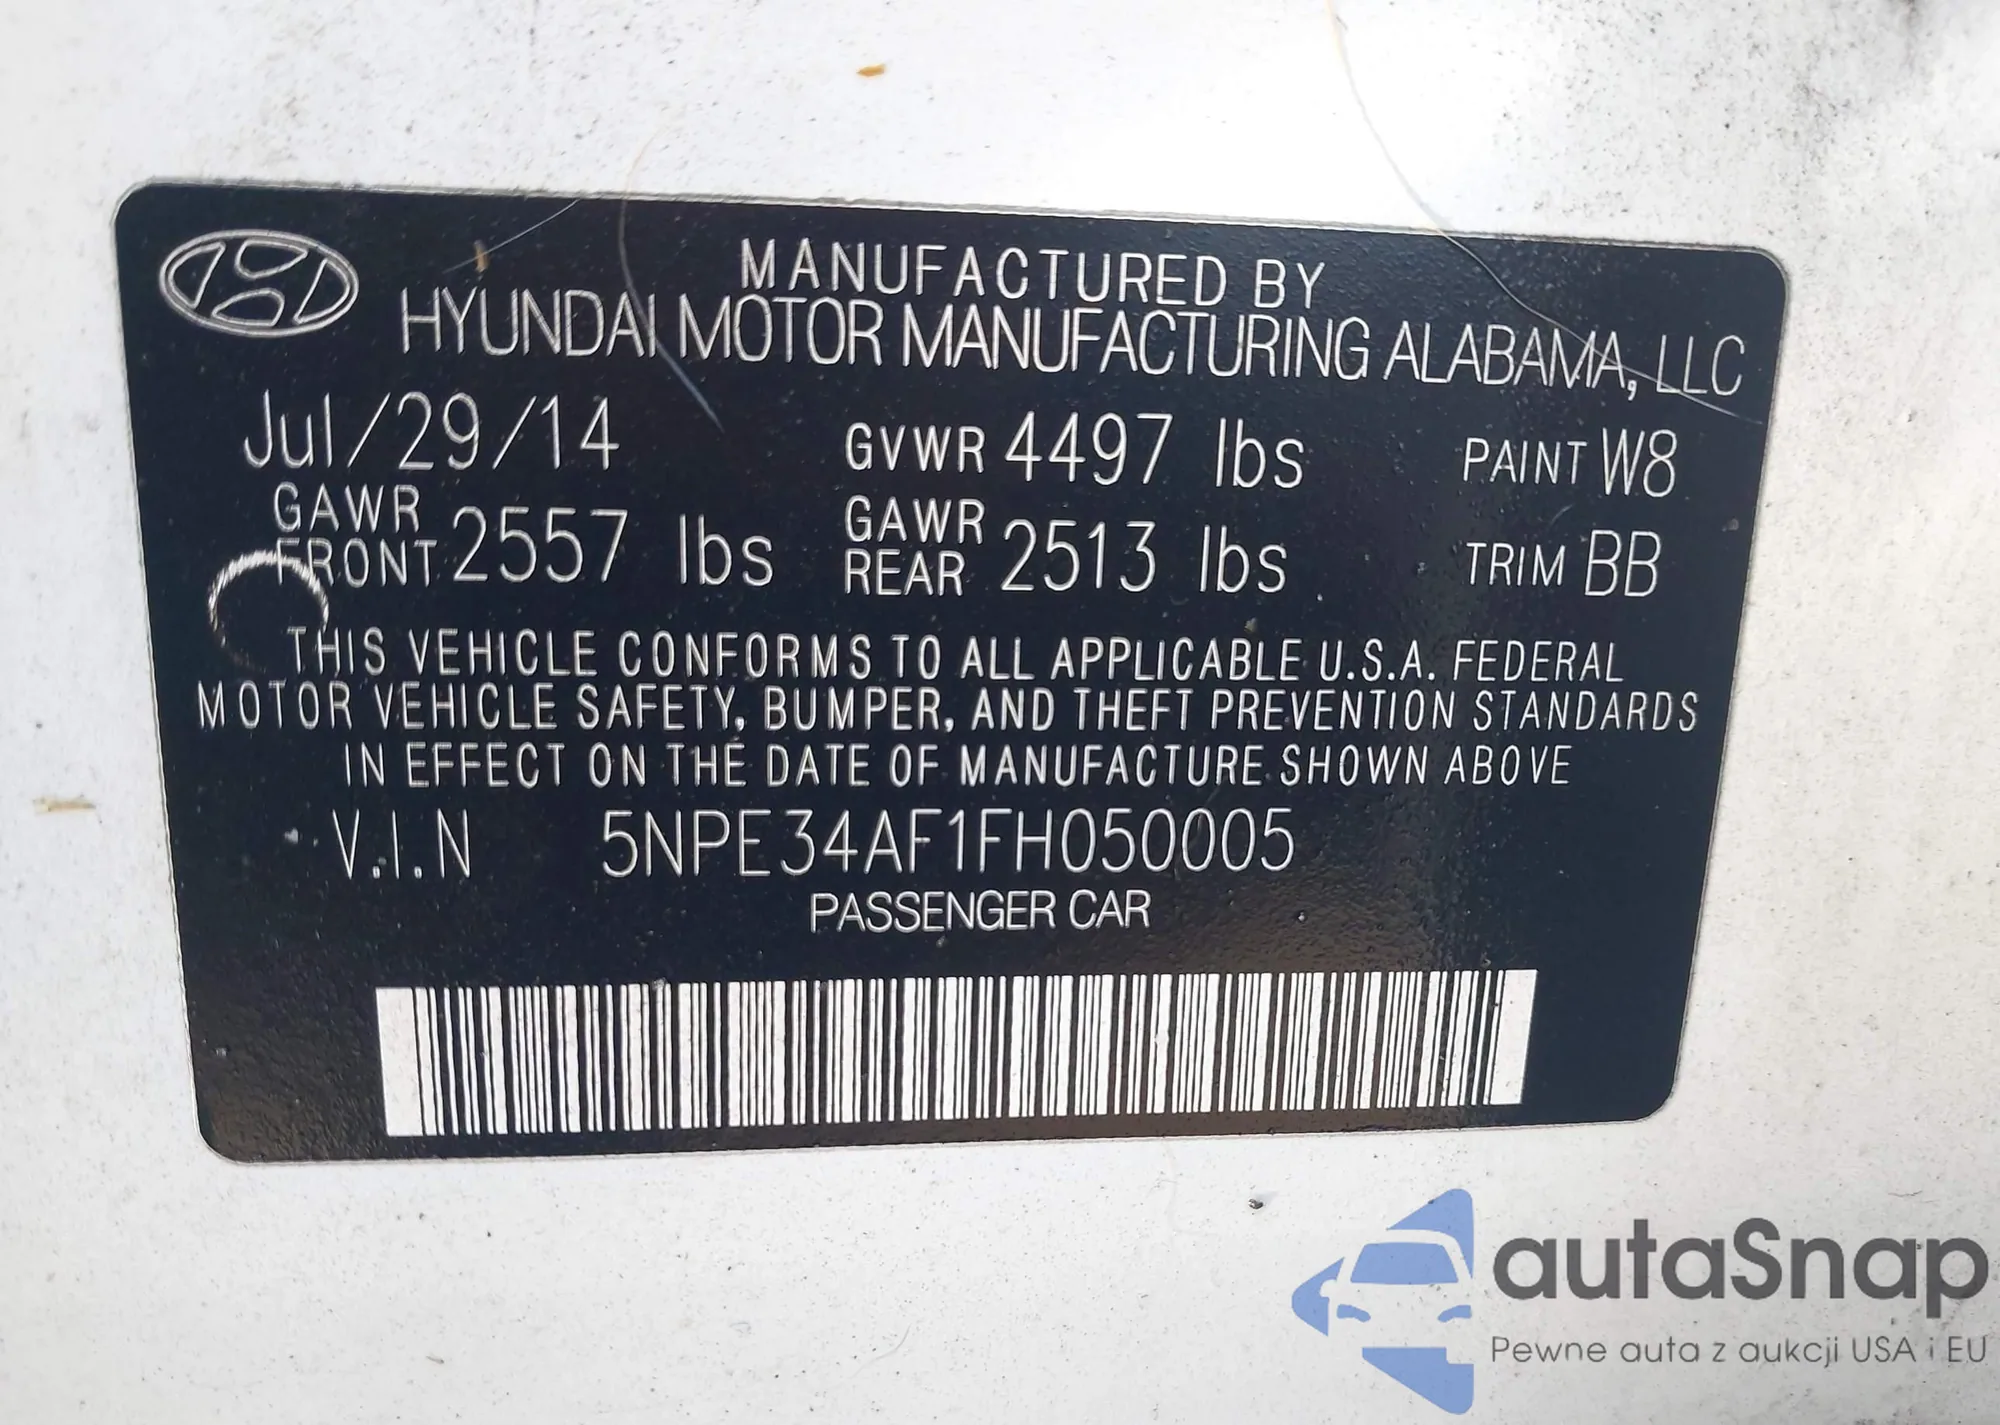 MANUFACTURED BY
HYUNDAI MOTOR MANUFACTURING ALABAMA, LLC
Jul/29/14 GVWR 4497 lbs PAINT W8
GAWR FRONT 2557 lbs GAWR REAR 2513 lbs TRIM BB
THIS VEHICLE CONFORMS TO ALL APPLICABLE U.S.A. FEDERAL
MOTOR VEHICLE SAFETY, BUMPER, AND THEFT PREVENTION STANDARDS
IN EFFECT ON THE DATE OF MANUFACTURE SHOWN ABOVE
V.I.N 5NPE34AF1FH050005
PASSENGER CAR
autaSnap
Pewne auta z aukcji USA i EU